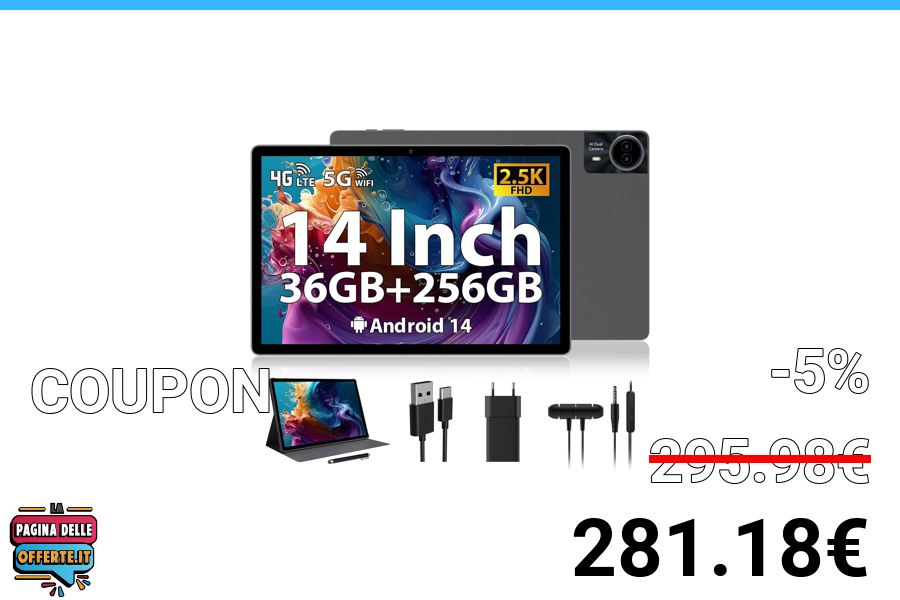 AI Dual
Camera
4G LTE 5G WIFI
2.5K
FHD
14 Inch
36GB+256GB
Android 14
COUPON
-5%
295.98€
281.18€
LA
PAGINA DELLE
OFFERTE.IT